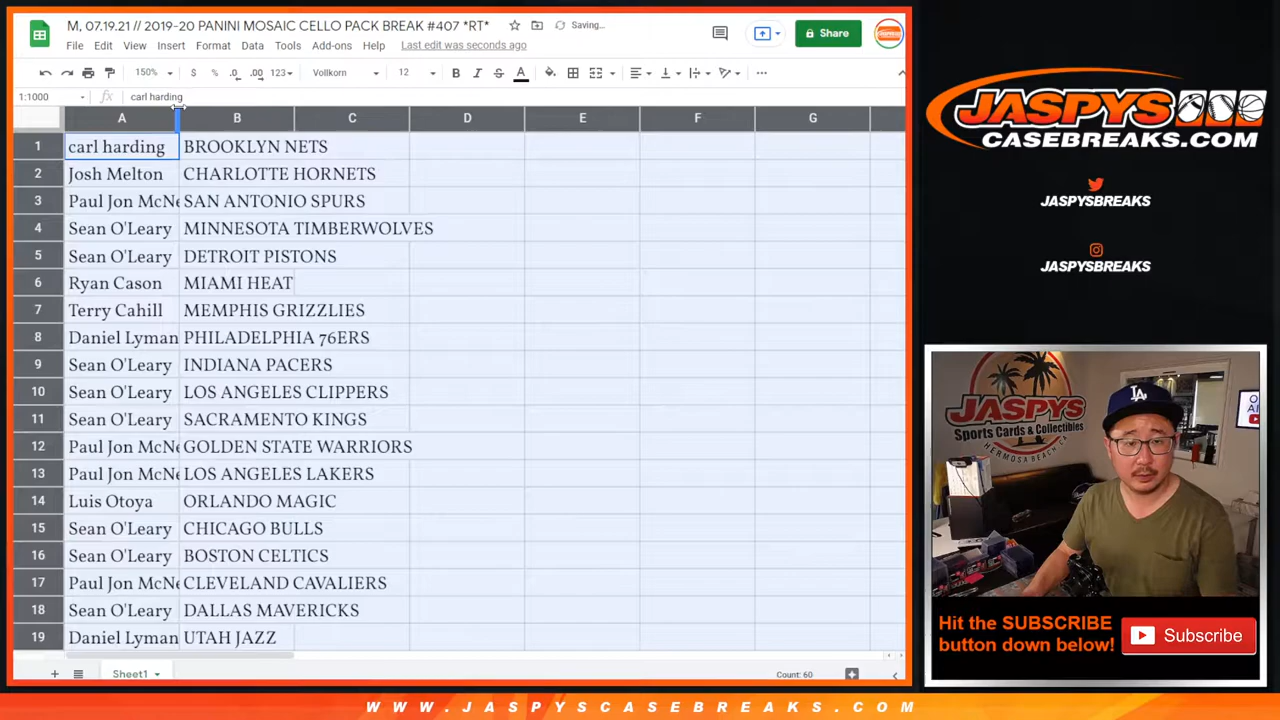 M, 07.19.21 // 2019-20 PANINI MOSAIC CELLO PACK BREAK #407 *RT*
Saving...
File Edit View Insert Format Data Tools Add-ons Help Last edit was seconds ago
Share
150% $ % .0 .00 123 Vollkorn 12 B I S A
1:1000 fx carl harding
A B C D E F G
1 carl harding BROOKLYN NETS
2 Josh Melton CHARLOTTE HORNETS
3 Paul Jon McNe SAN ANTONIO SPURS
4 Sean O'Leary MINNESOTA TIMBERWOLVES
5 Sean O'Leary DETROIT PISTONS
6 Ryan Cason MIAMI HEAT
7 Terry Cahill MEMPHIS GRIZZLIES
8 Daniel Lyman PHILADELPHIA 76ERS
9 Sean O'Leary INDIANA PACERS
10 Sean O'Leary LOS ANGELES CLIPPERS
11 Sean O'Leary SACRAMENTO KINGS
12 Paul Jon McNe GOLDEN STATE WARRIORS
13 Paul Jon McNe LOS ANGELES LAKERS
14 Luis Otoya ORLANDO MAGIC
15 Sean O'Leary CHICAGO BULLS
16 Sean O'Leary BOSTON CELTICS
17 Paul Jon McNe CLEVELAND CAVALIERS
18 Sean O'Leary DALLAS MAVERICKS
19 Daniel Lyman UTAH JAZZ
Sheet1
Count: 60
JASPYS
CASEBREAKS.COM
JASPYSBREAKS
JASPYSBREAKS
JASPYS
Sports Cards & Collectibles
HERMOSA BEACH, CA
LA
Hit the SUBSCRIBE
button down below!
Subscribe
WWW.JASPYSCASEBREAKS.COM